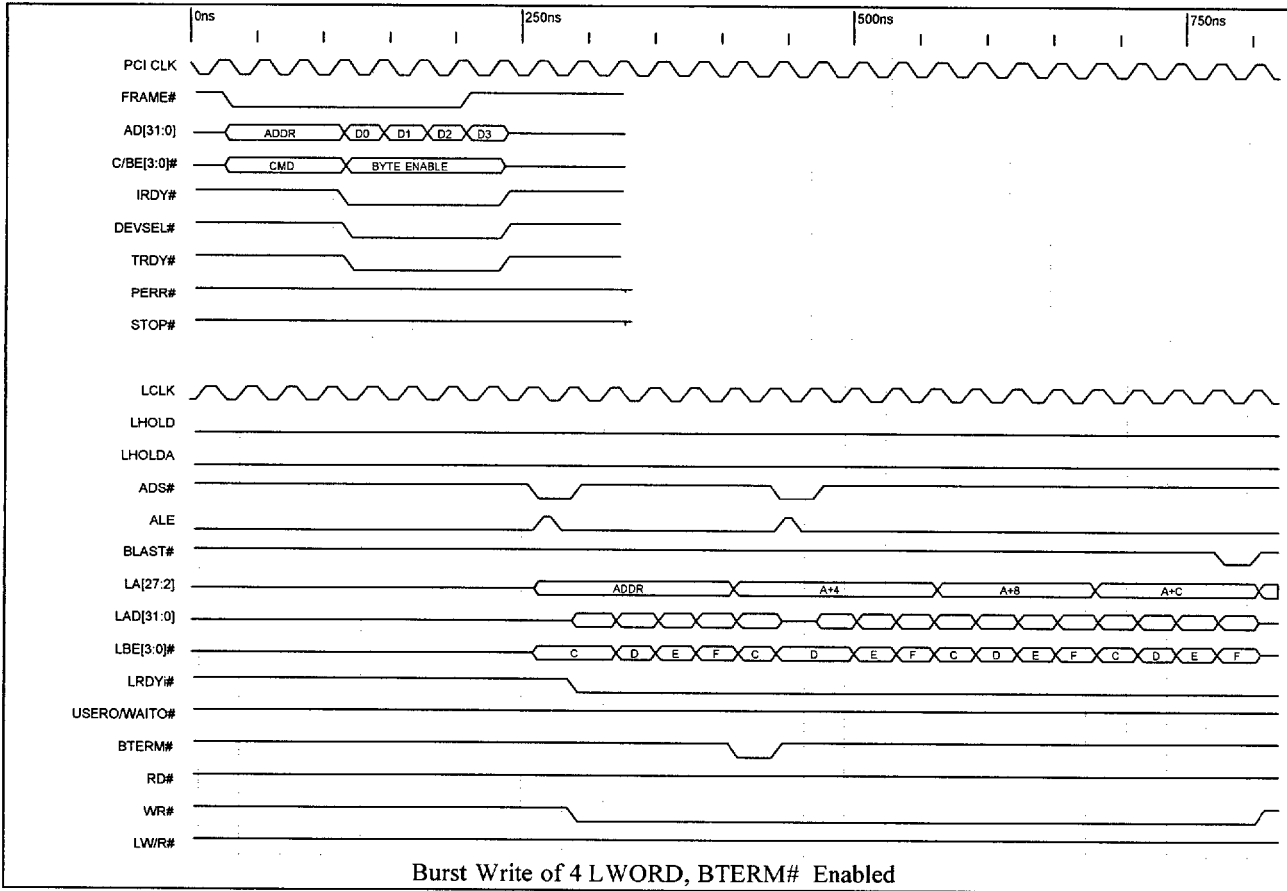 0ns 250ns 500ns 750ns
PCI CLK
FRAME#
AD[31:0] ADDR D0 D1 D2 D3
C/BE[3:0]# CMD BYTE ENABLE
IRDY#
DEVSEL#
TRDY#
PERR#
STOP#
LCLK
LHOLD
LHOLDA
ADS#
ALE
BLAST#
LA[27:2] ADDR A+4 A+8 A+C
LAD[31:0]
LBE[3:0]# C D E F C D E F C D E F C D E F
LRDYi#
USERO/WAITO#
BTERM#
RD#
WR#
LW/R#
Burst Write of 4 LWORD, BTERM# Enabled